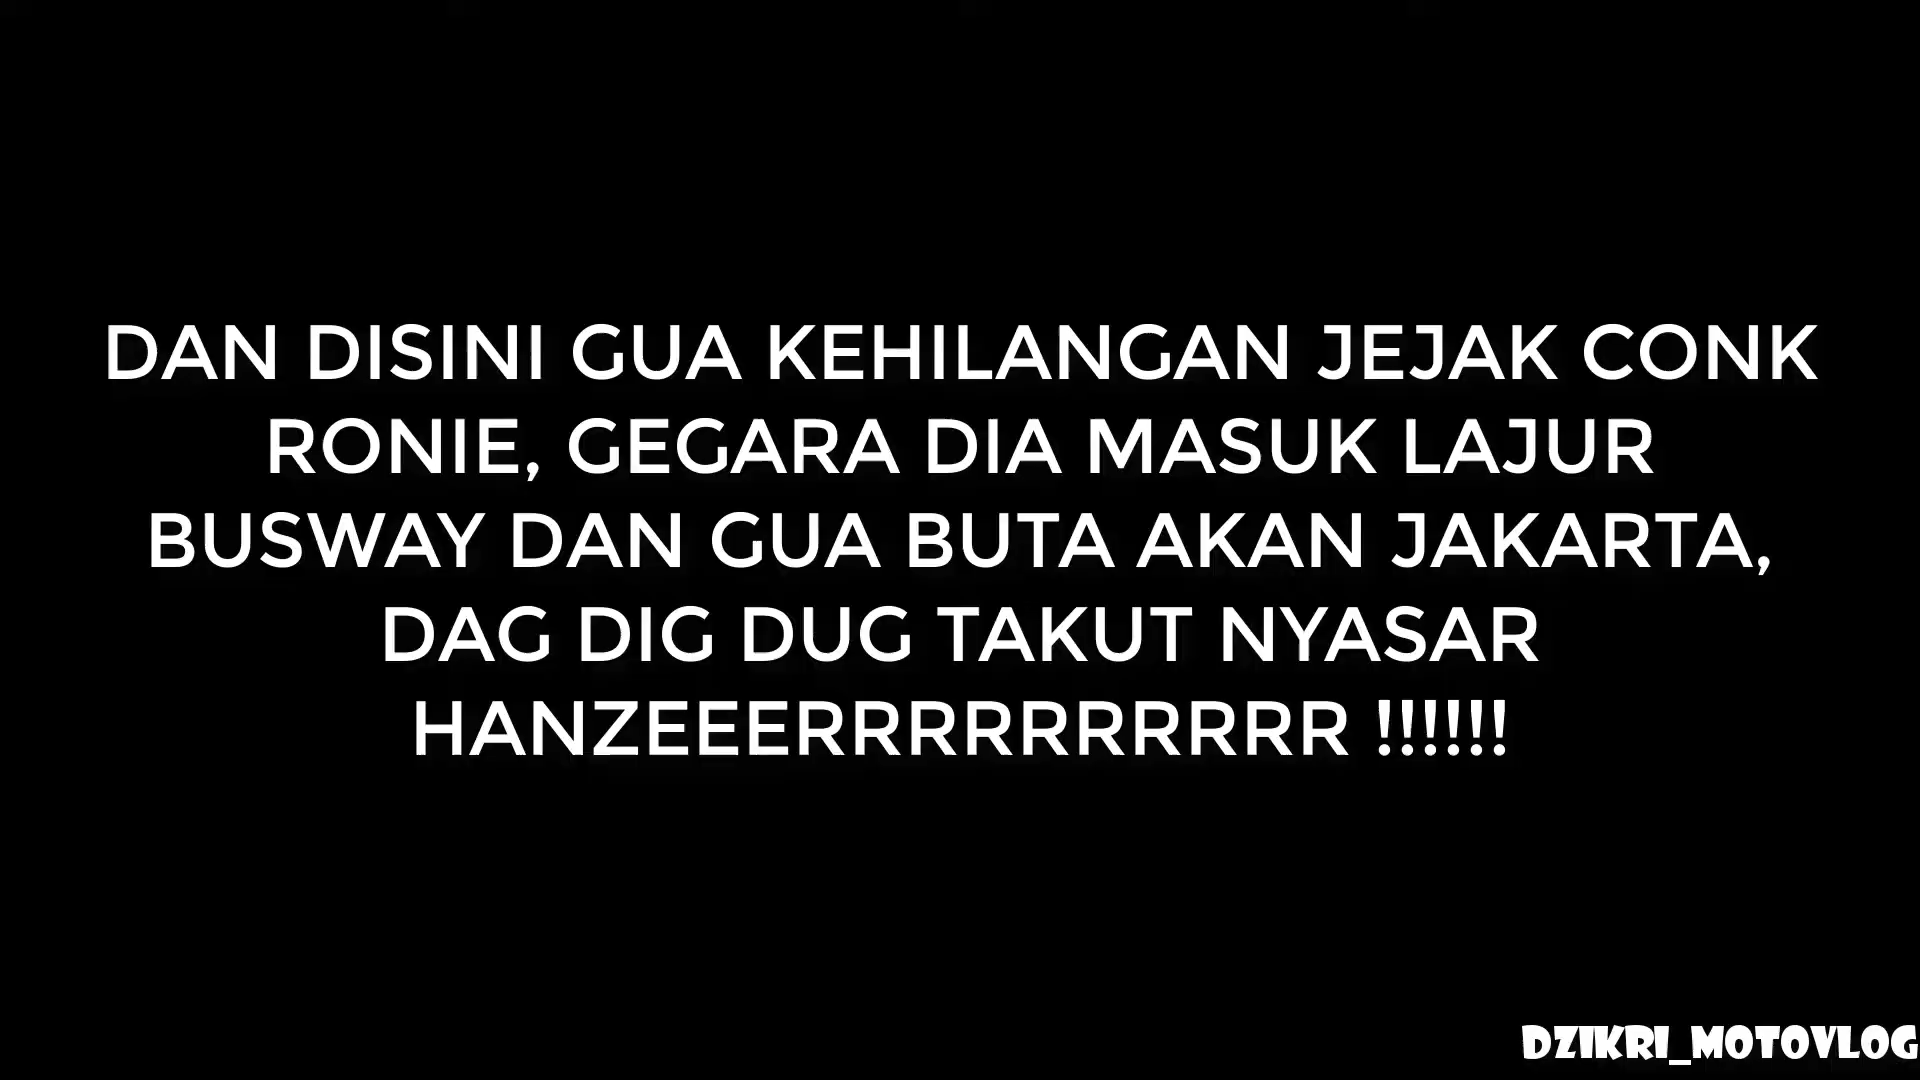 DAN DISINI GUA KEHILANGAN JEJAK CONK
RONIE, GEGARA DIA MASUK LAJUR
BUSWAY DAN GUA BUTA AKAN JAKARTA,
DAG DIG DUG TAKUT NYASAR
HANZEEERRRRRRRRRR !!!!!!
DZIKRI_MOTOVLOG